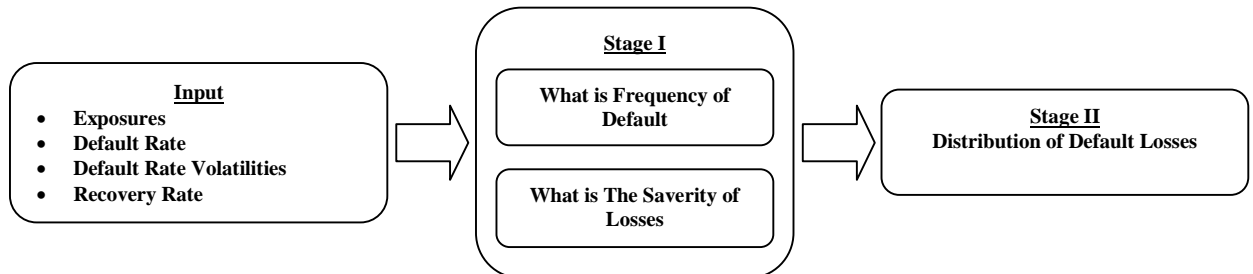 Input
• Exposures
• Default Rate
• Default Rate Volatilities
• Recovery Rate
Stage I
What is Frequency of
Default
What is The Saverity of
Losses
Stage II
Distribution of Default Losses